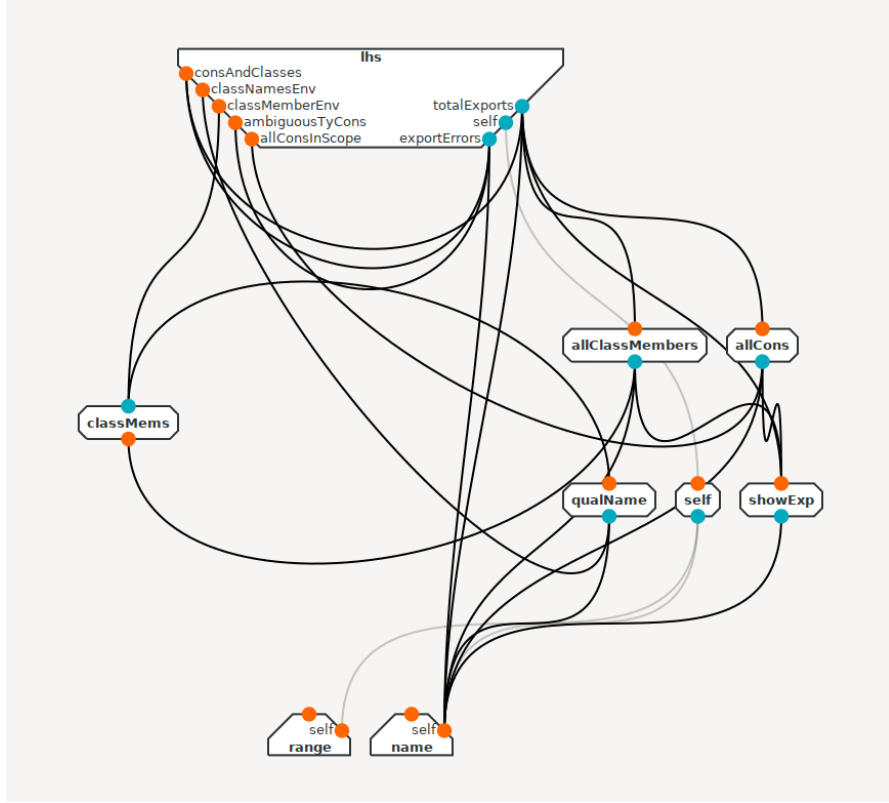 lhs
consAndClasses
classNamesEnv
classMemberEnv totalExports
ambiguousTyCons self
allConsInScope exportErrors
allClassMembers allCons
classMems
qualName self showExp
self self
range name